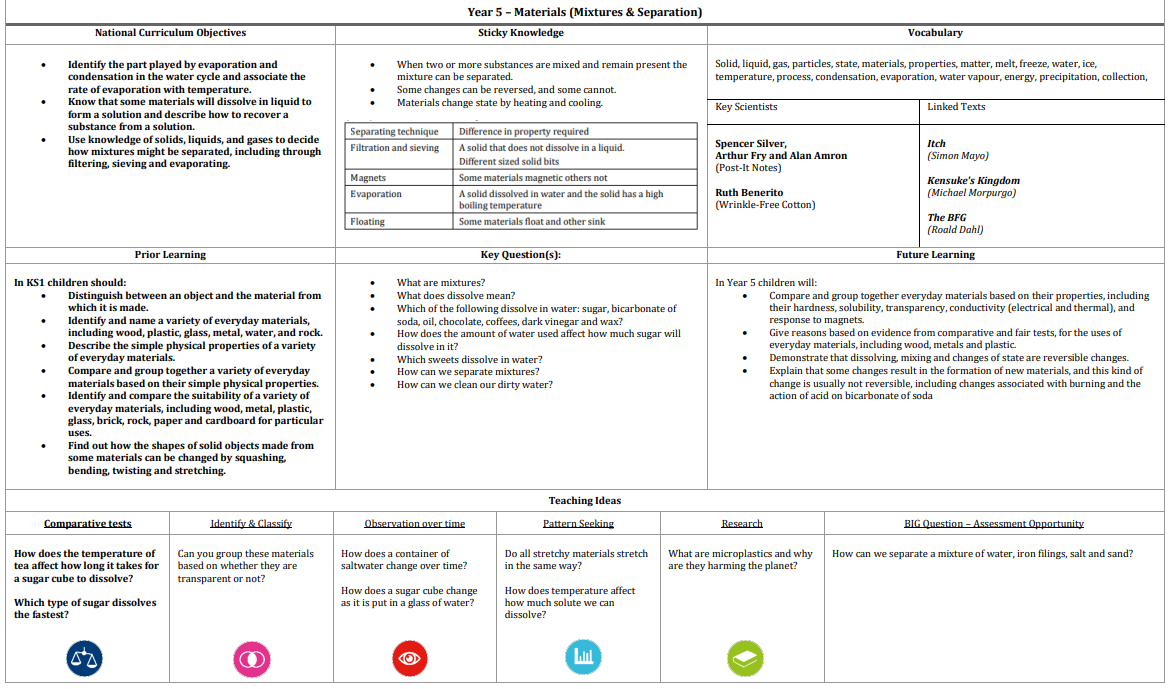 Year 5 – Materials (Mixtures & Separation)
National Curriculum Objectives
Sticky Knowledge
Vocabulary
• Identify the part played by evaporation and
condensation in the water cycle and associate the
rate of evaporation with temperature.
• Know that some materials will dissolve in liquid to
form a solution and describe how to recover a
substance from a solution.
• Use knowledge of solids, liquids, and gases to decide
how mixtures might be separated, including through
filtering, sieving and evaporating.
• When two or more substances are mixed and remain present the
mixture can be separated.
• Some changes can be reversed, and some cannot.
• Materials change state by heating and cooling.
Separating technique
Difference in property required
Filtration and sieving
A solid that does not dissolve in a liquid.
Different sized solid bits
Magnets
Some materials magnetic others not
Evaporation
A solid dissolved in water and the solid has a high
boiling temperature
Floating
Some materials float and other sink
Solid, liquid, gas, particles, state, materials, properties, matter, melt, freeze, water, ice,
temperature, process, condensation, evaporation, water vapour, energy, precipitation, collection,
Key Scientists
Linked Texts
Spencer Silver,
Arthur Fry and Alan Amron
(Post-It Notes)
Ruth Benerito
(Wrinkle-Free Cotton)
Itch
(Simon Mayo)
Kensuke's Kingdom
(Michael Morpurgo)
The BFG
(Roald Dahl)
Prior Learning
Key Question(s):
Future Learning
In KS1 children should:
• Distinguish between an object and the material from
which it is made.
• Identify and name a variety of everyday materials,
including wood, plastic, glass, metal, water, and rock.
• Describe the simple physical properties of a variety
of everyday materials.
• Compare and group together a variety of everyday
materials based on their simple physical properties.
• Identify and compare the suitability of a variety of
everyday materials, including wood, metal, plastic,
glass, brick, rock, paper and cardboard for particular
uses.
• Find out how the shapes of solid objects made from
some materials can be changed by squashing,
bending, twisting and stretching.
• What are mixtures?
• What does dissolve mean?
• Which of the following dissolve in water: sugar, bicarbonate of
soda, oil, chocolate, coffees, dark vinegar and wax?
• How does the amount of water used affect how much sugar will
dissolve in it?
• Which sweets dissolve in water?
• How can we separate mixtures?
• How can we clean our dirty water?
In Year 5 children will:
• Compare and group together everyday materials based on their properties, including
their hardness, solubility, transparency, conductivity (electrical and thermal), and
response to magnets.
• Give reasons based on evidence from comparative and fair tests, for the uses of
everyday materials, including wood, metals and plastic.
• Demonstrate that dissolving, mixing and changes of state are reversible changes.
• Explain that some changes result in the formation of new materials, and this kind of
change is usually not reversible, including changes associated with burning and the
action of acid on bicarbonate of soda
Teaching Ideas
Comparative tests
Identify & Classify
Observation over time
Pattern Seeking
Research
BIG Question – Assessment Opportunity
How does the temperature of
tea affect how long it takes for
a sugar cube to dissolve?
Which type of sugar dissolves
the fastest?
Can you group these materials
based on whether they are
transparent or not?
How does a container of
saltwater change over time?
How does a sugar cube change
as it is put in a glass of water?
Do all stretchy materials stretch
in the same way?
How does temperature affect
how much solute we can
dissolve?
What are microplastics and why
are they harming the planet?
How can we separate a mixture of water, iron filings, salt and sand?